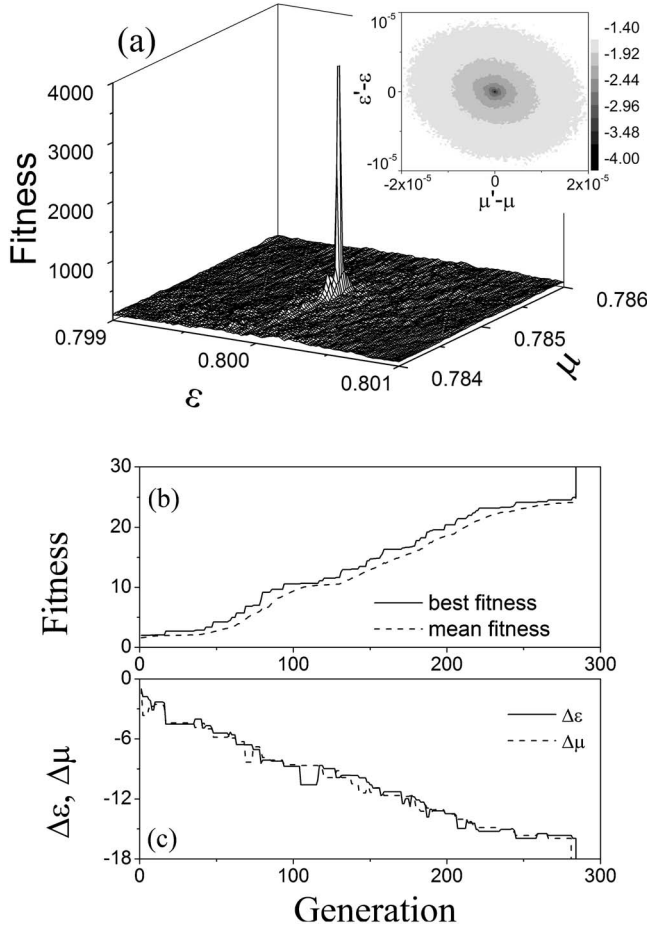 (a)
Fitness
4000
3000
2000
1000
0.799
0.800
0.801
ε
0.784
0.785
0.786
μ
ε'-ε
10⁻⁵
0
-10⁻⁵
-2x10⁻⁵
0
2x10⁻⁵
μ'-μ
-1.40
-1.92
-2.44
-2.96
-3.48
-4.00
(b)
Fitness
30
20
10
0
0
100
200
300
best fitness
mean fitness
(c)
Δε, Δμ
0
-6
-12
-18
Δε
Δμ
0
100
200
300
Generation